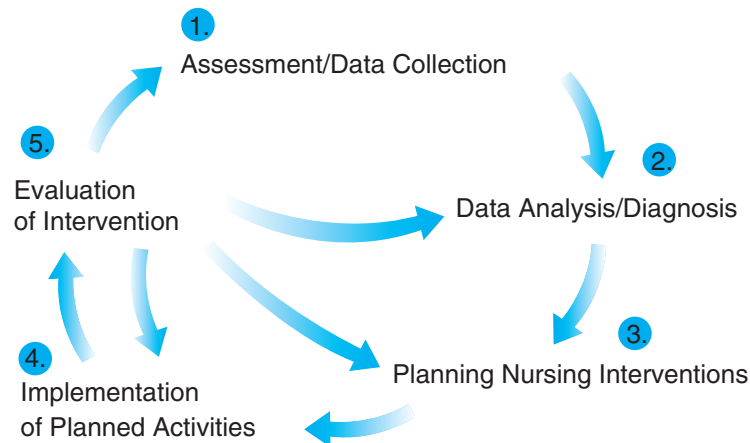 1.
Assessment/Data Collection
2.
Data Analysis/Diagnosis
3.
Planning Nursing Interventions
4.
Implementation
of Planned Activities
5.
Evaluation
of Intervention